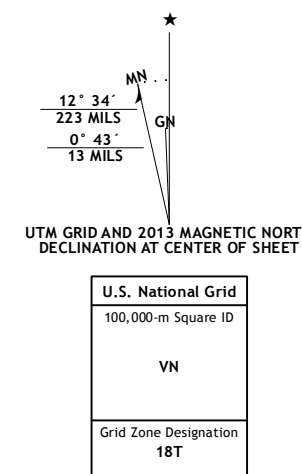 ★
MN
12° 34´
223 MILS
GN
0° 43´
13 MILS
UTM GRID AND 2013 MAGNETIC NORT
DECLINATION AT CENTER OF SHEET
U.S. National Grid
100,000-m Square ID
VN
Grid Zone Designation
18T